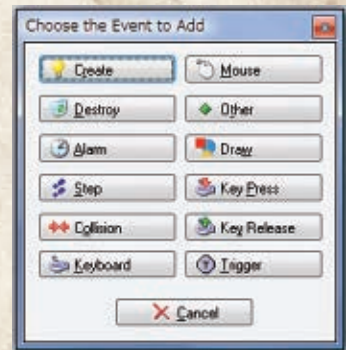 Choose the Event to Add
Create
Mouse
Destroy
Other
Alarm
Draw
Step
Key Press
Collision
Key Release
Keyboard
Trigger
Cancel